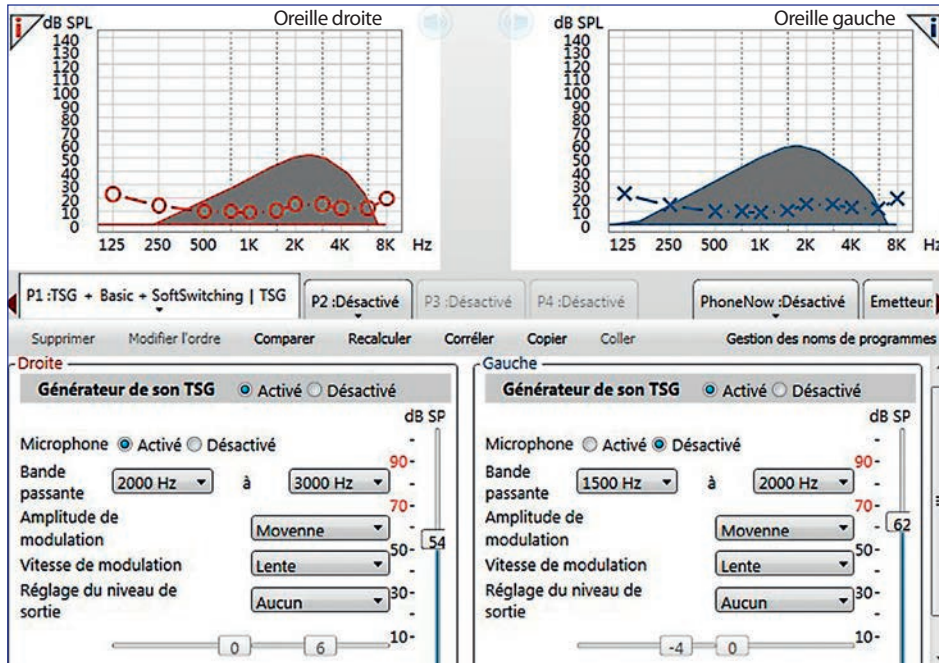 dB SPL Oreille droite
140
130
120
110
100
90
80
70
60
50
40
30
20
10
0
125 250 500 1K 2K 4K 8K Hz
dB SPL Oreille gauche
140
130
120
110
100
90
80
70
60
50
40
30
20
10
0
125 250 500 1K 2K 4K 8K Hz
P1 :TSG + Basic + SoftSwitching | TSG P2 :Désactivé P3 :Désactivé P4 :Désactivé PhoneNow :Désactivé Emetteur
Supprimer Modifier l'ordre Comparer Recalculer Corréler Copier Coller Gestion des noms de programmes
Droite
Générateur de son TSG Activé Désactivé
dB SP
Microphone Activé Désactivé
Bande passante 2000 Hz à 3000 Hz
Amplitude de modulation Movenne
Vitesse de modulation Lente
Réglage du niveau de sortie Aucun
0 6
90
70
54
50
30
10
Gauche
Générateur de son TSG Activé Désactivé
dB SP
Microphone Activé Désactivé
Bande passante 1500 Hz à 2000 Hz
Amplitude de modulation Movenne
Vitesse de modulation Lente
Réglage du niveau de sortie Aucun
-4 0
90
70
62
50
30
10